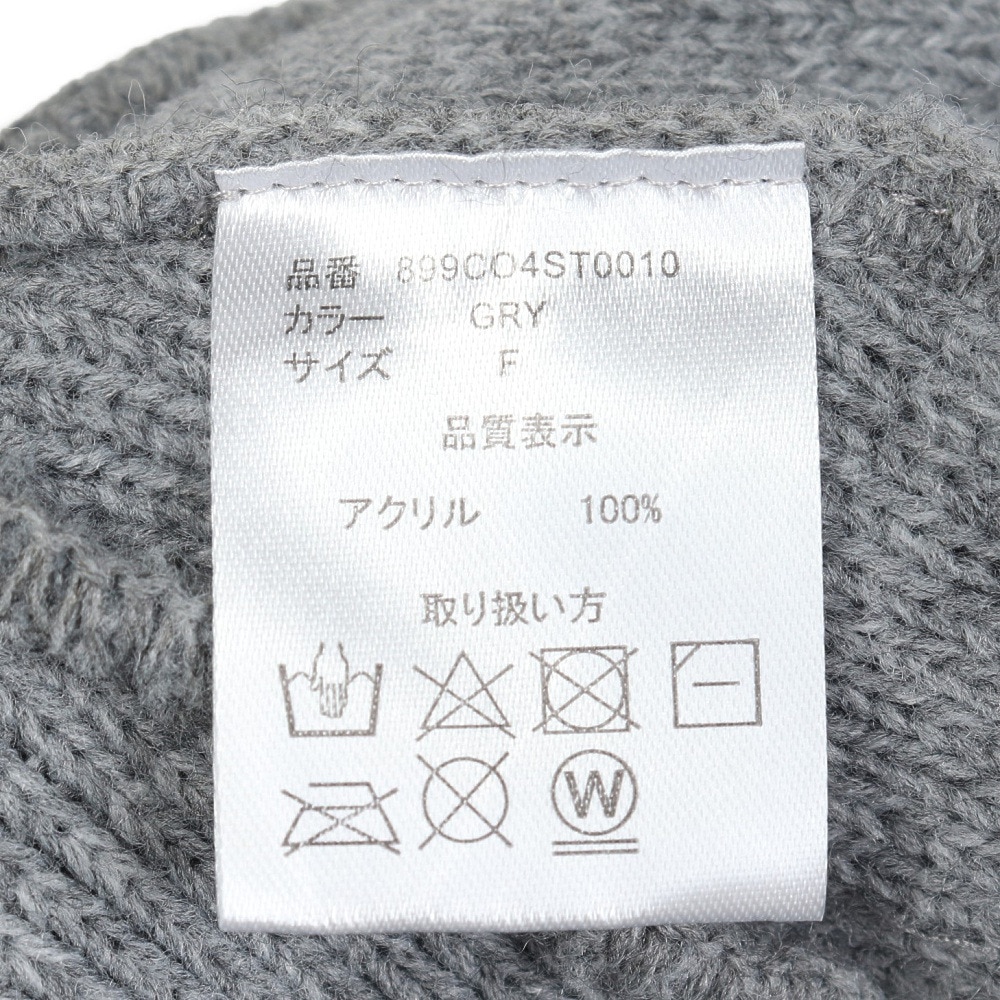 品番 899CO4ST0010
カラー GRY
サイズ F
品質表示
アクリル 100%
取り扱い方
W